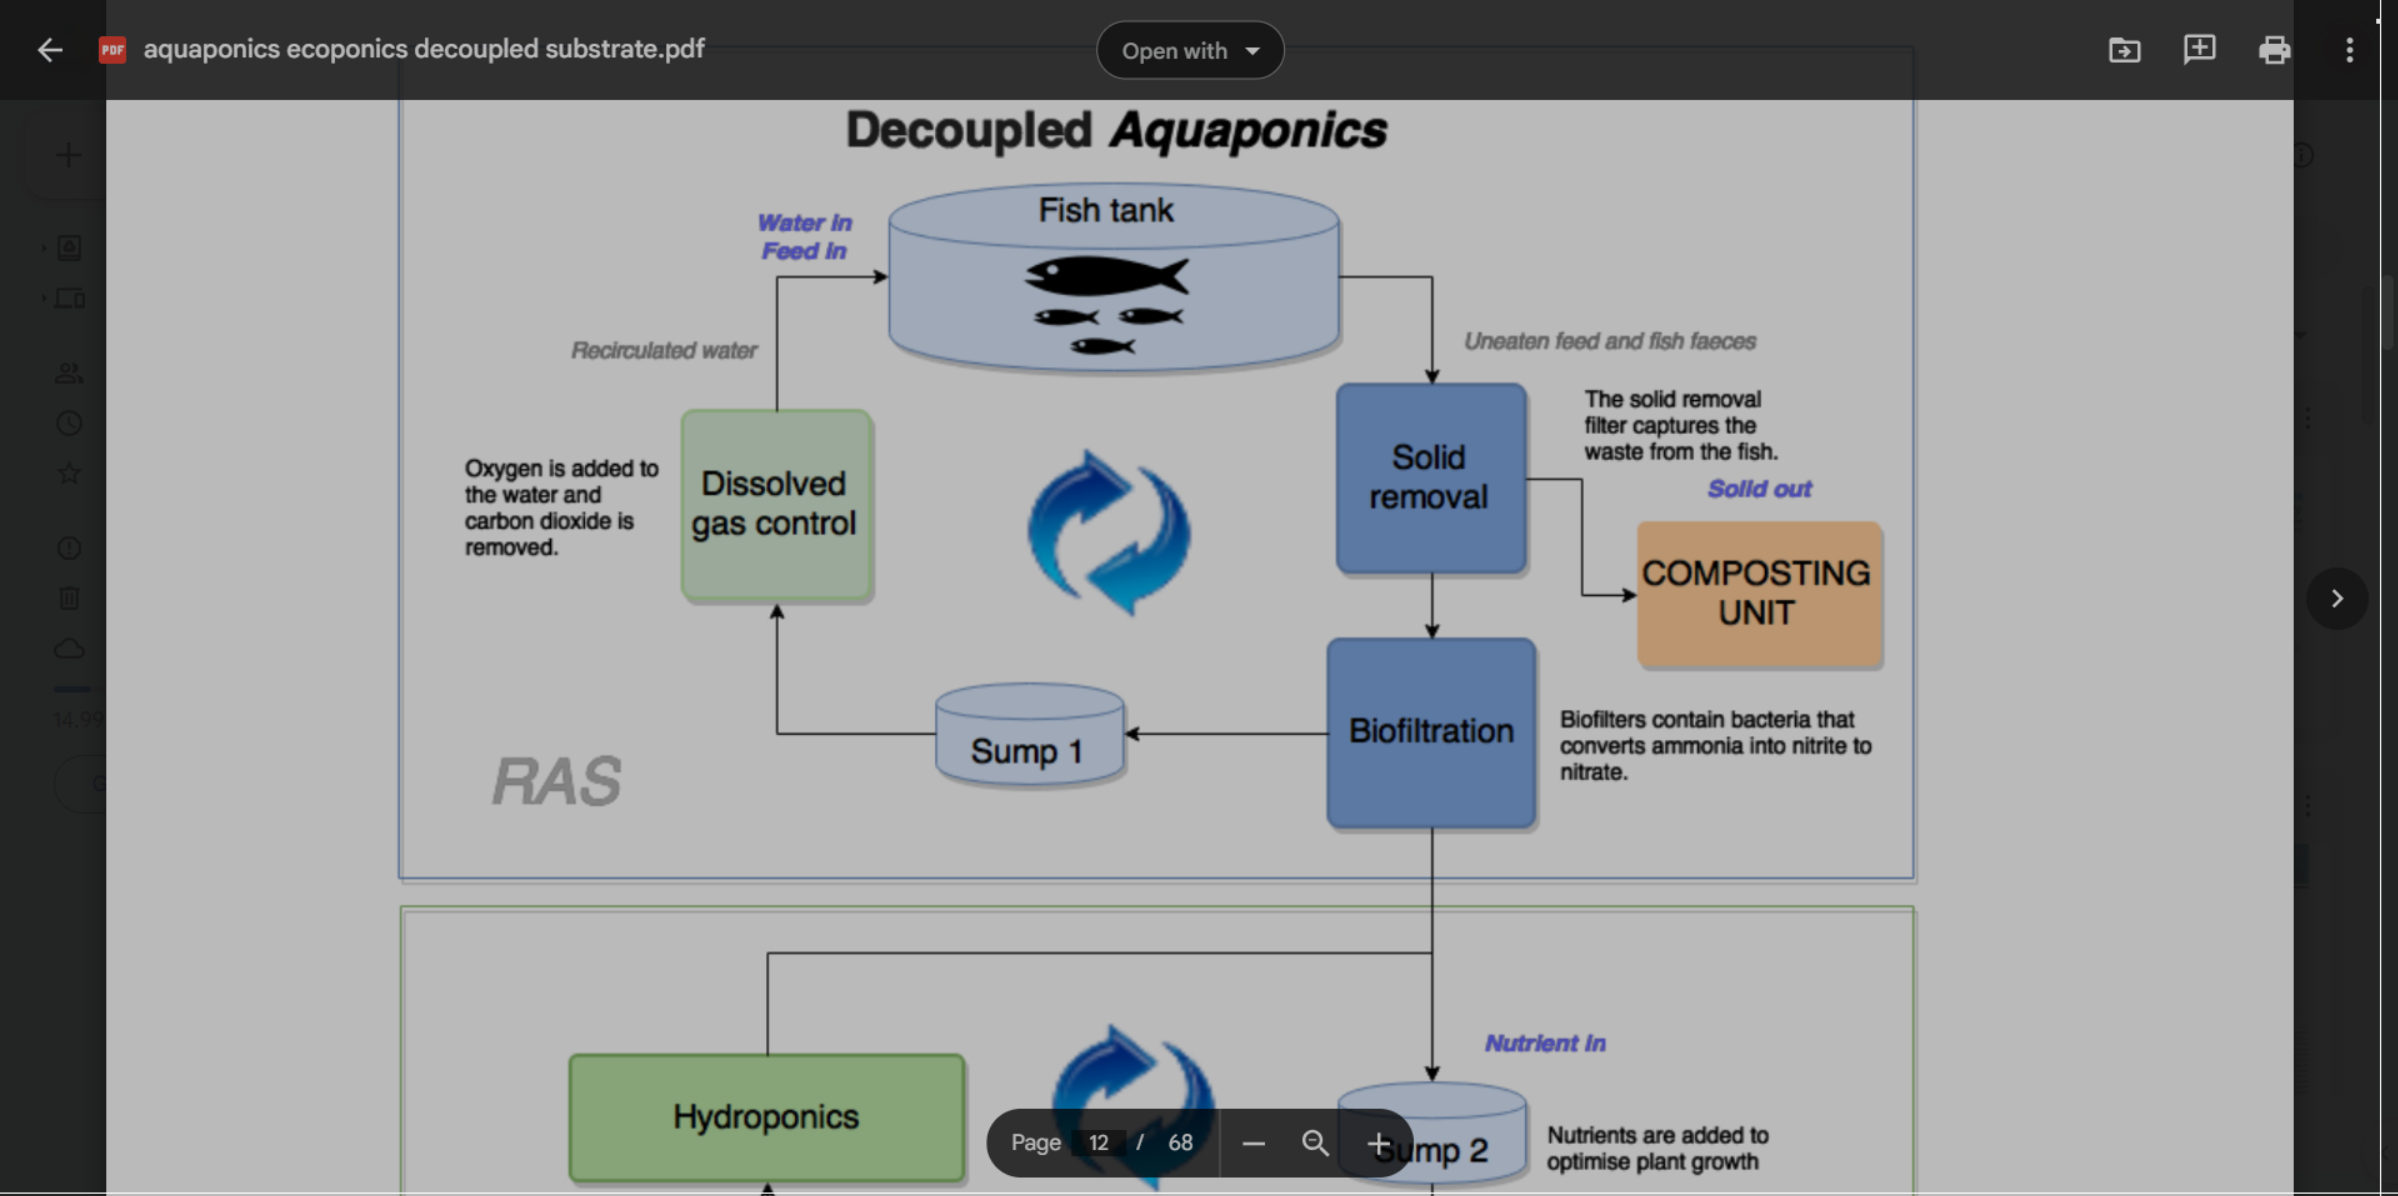 PDF aquaponics ecoponics decoupled substrate.pdf
Open with
Decoupled Aquaponics
Fish tank
Water in
Feed in
Recirculated water
Uneaten feed and fish faeces
The solid removal
filter captures the
waste from the fish.
Solid out
Solid
removal
COMPOSTING
UNIT
Oxygen is added to
the water and
carbon dioxide is
removed.
Dissolved
gas control
Biofiltration
Biofilters contain bacteria that
converts ammonia into nitrite to
nitrate.
Sump 1
14.99
G
RAS
Nutrient in
Hydroponics
Sump 2
Nutrients are added to
optimise plant growth
Page 12 / 68